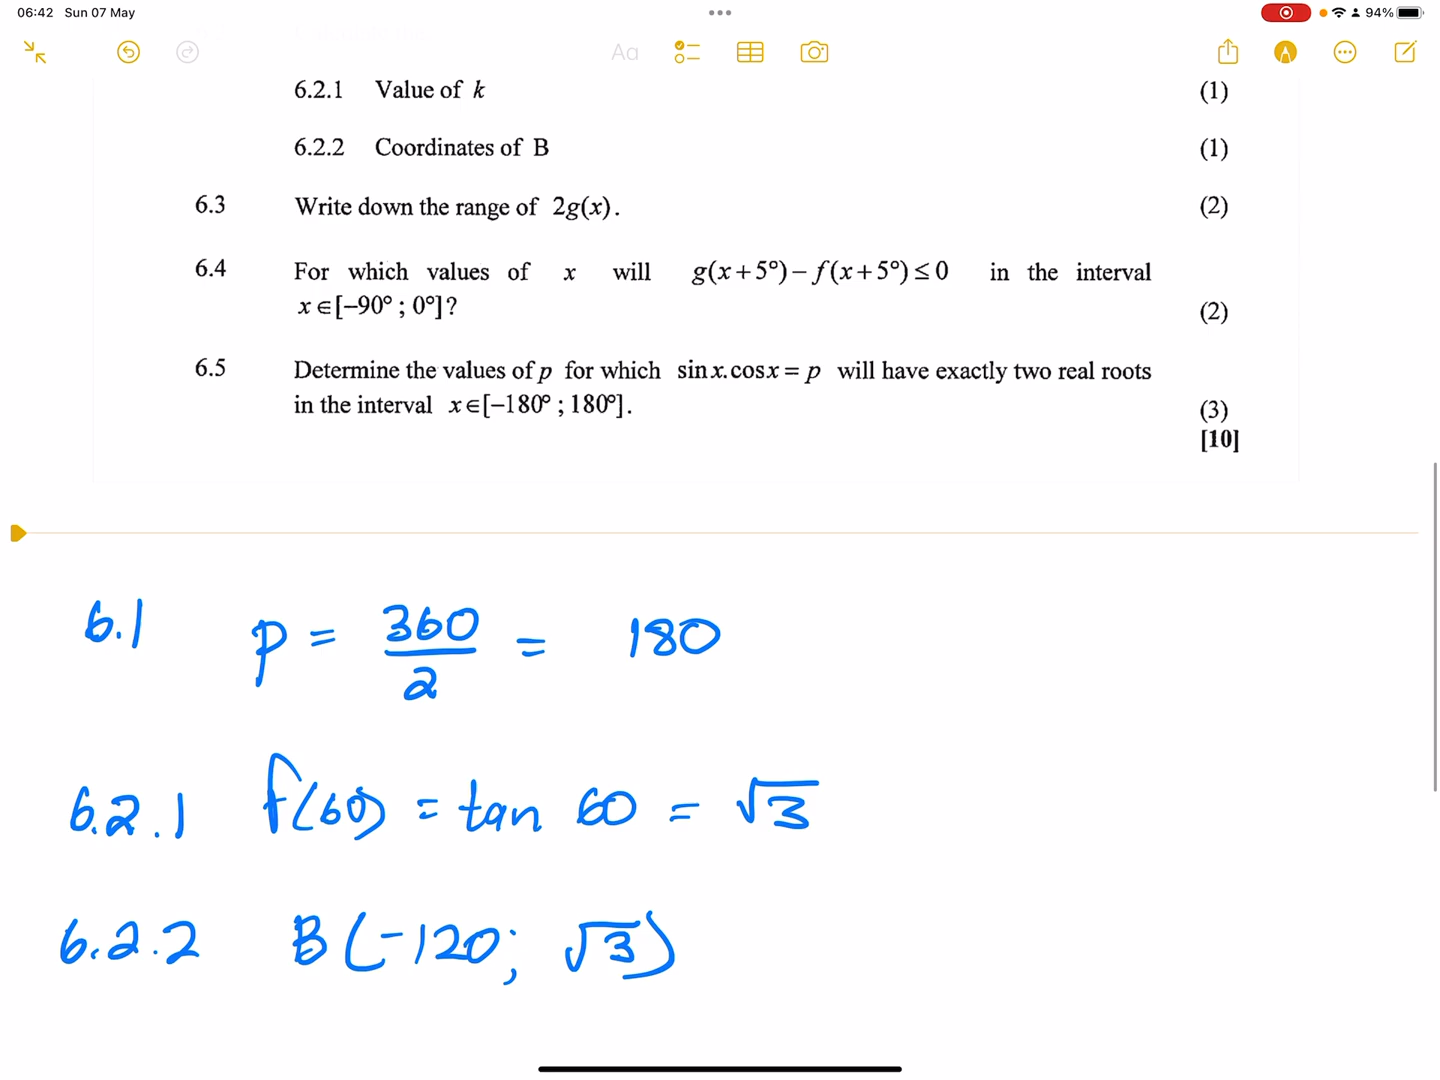 06:42 Sun 07 May
94%
Aa
6.2.1 Value of k (1)
6.2.2 Coordinates of B (1)
6.3 Write down the range of 2g(x). (2)
6.4 For which values of x will g(x+5°)−f(x+5°)≤0 in the interval
x∈[−90° ; 0°]? (2)
6.5 Determine the values of p for which sin x.cos x = p will have exactly two real roots
in the interval x∈[−180° ; 180°]. (3)
[10]
6.1 p = 360/2 = 180
6.2.1 f(60) = tan 60 = √3
6.2.2 B(-120; √3)